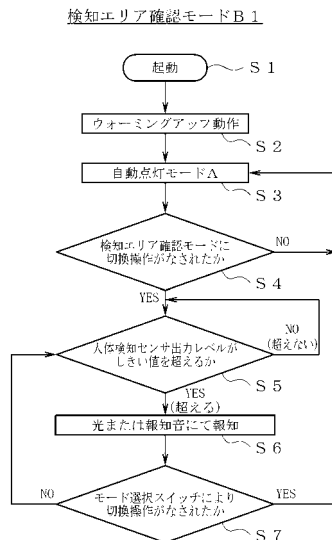 検知エリア確認モードＢ１
起動
Ｓ１
ウォーミングアップ動作
Ｓ２
自動点灯モードＡ
Ｓ３
検知エリア確認モードに
切換操作がなされたか
NO
Ｓ４
YES
NO
(超えない)
人体検知センサ出力レベルが
しきい値を超えるか
Ｓ５
YES
(超える)
光または報知音にて報知
Ｓ６
NO
モード選択スイッチにより
切換操作がなされたか
YES
Ｓ７